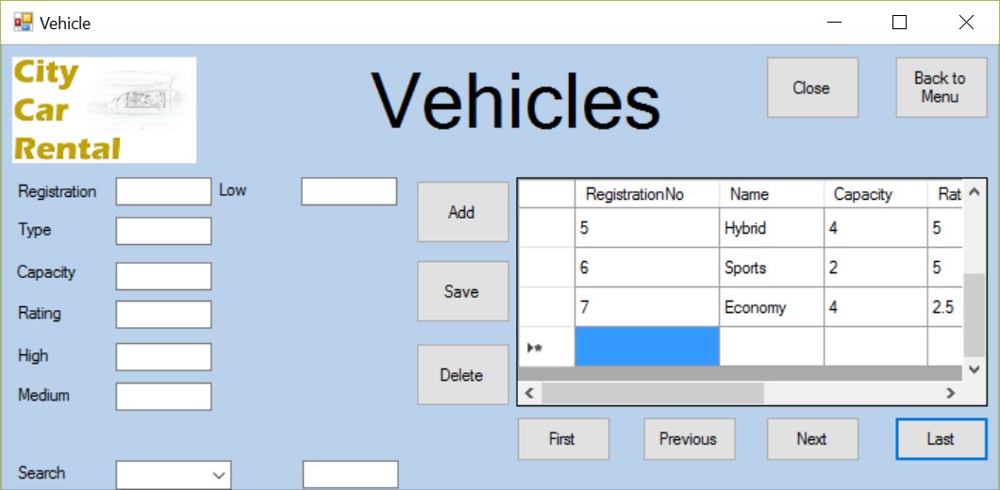 Vehicle
City
Car
Rental
Vehicles
Close
Back to
Menu
Registration
Low
Type
Capacity
Rating
High
Medium
Search
Add
Save
Delete
RegistrationNo Name Capacity Rati
5 Hybrid 4 5
6 Sports 2 5
7 Economy 4 2.5
First
Previous
Next
Last